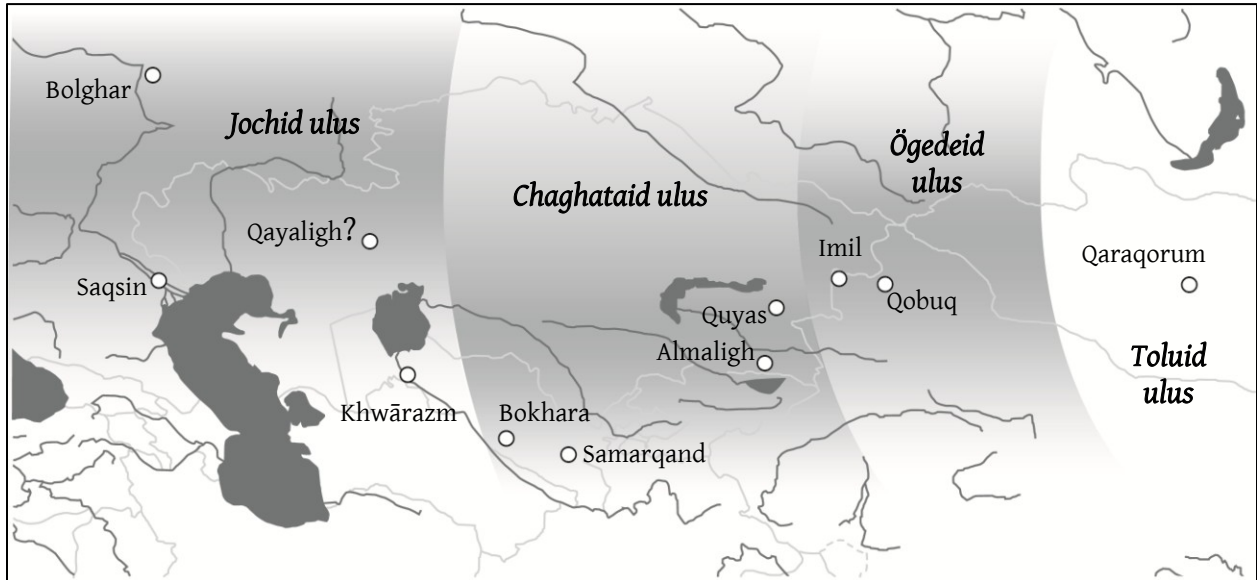 Bolghar
Jochid ulus
Ögedeid
ulus
Chaghataid ulus
Qayaligh?
Imil
Qaraqorum
Saqsin
Qobuq
Quyas
Almaligh
Toluid
ulus
Khwārazm
Bokhara
Samarqand